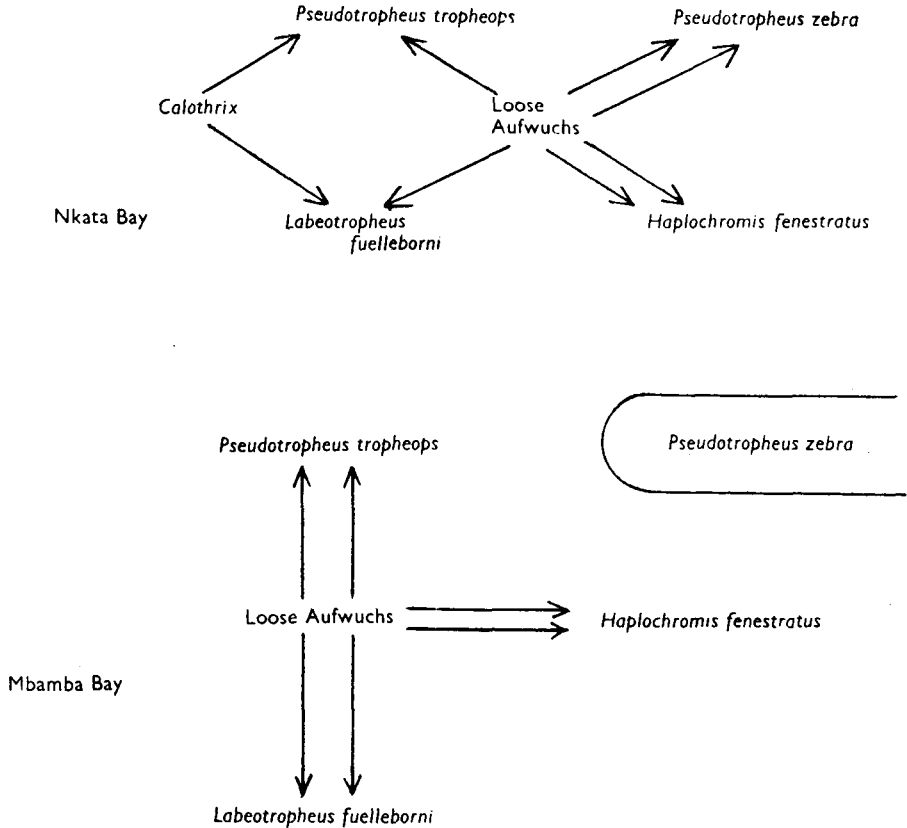 Pseudotropheus tropheops
Pseudotropheus zebra
Calothrix
Loose
Aufwuchs
Nkata Bay
Labeotropheus
fuelleborni
Haplochromis fenestratus
Pseudotropheus tropheops
Pseudotropheus zebra
Loose Aufwuchs
Haplochromis fenestratus
Mbamba Bay
Labeotropheus fuelleborni